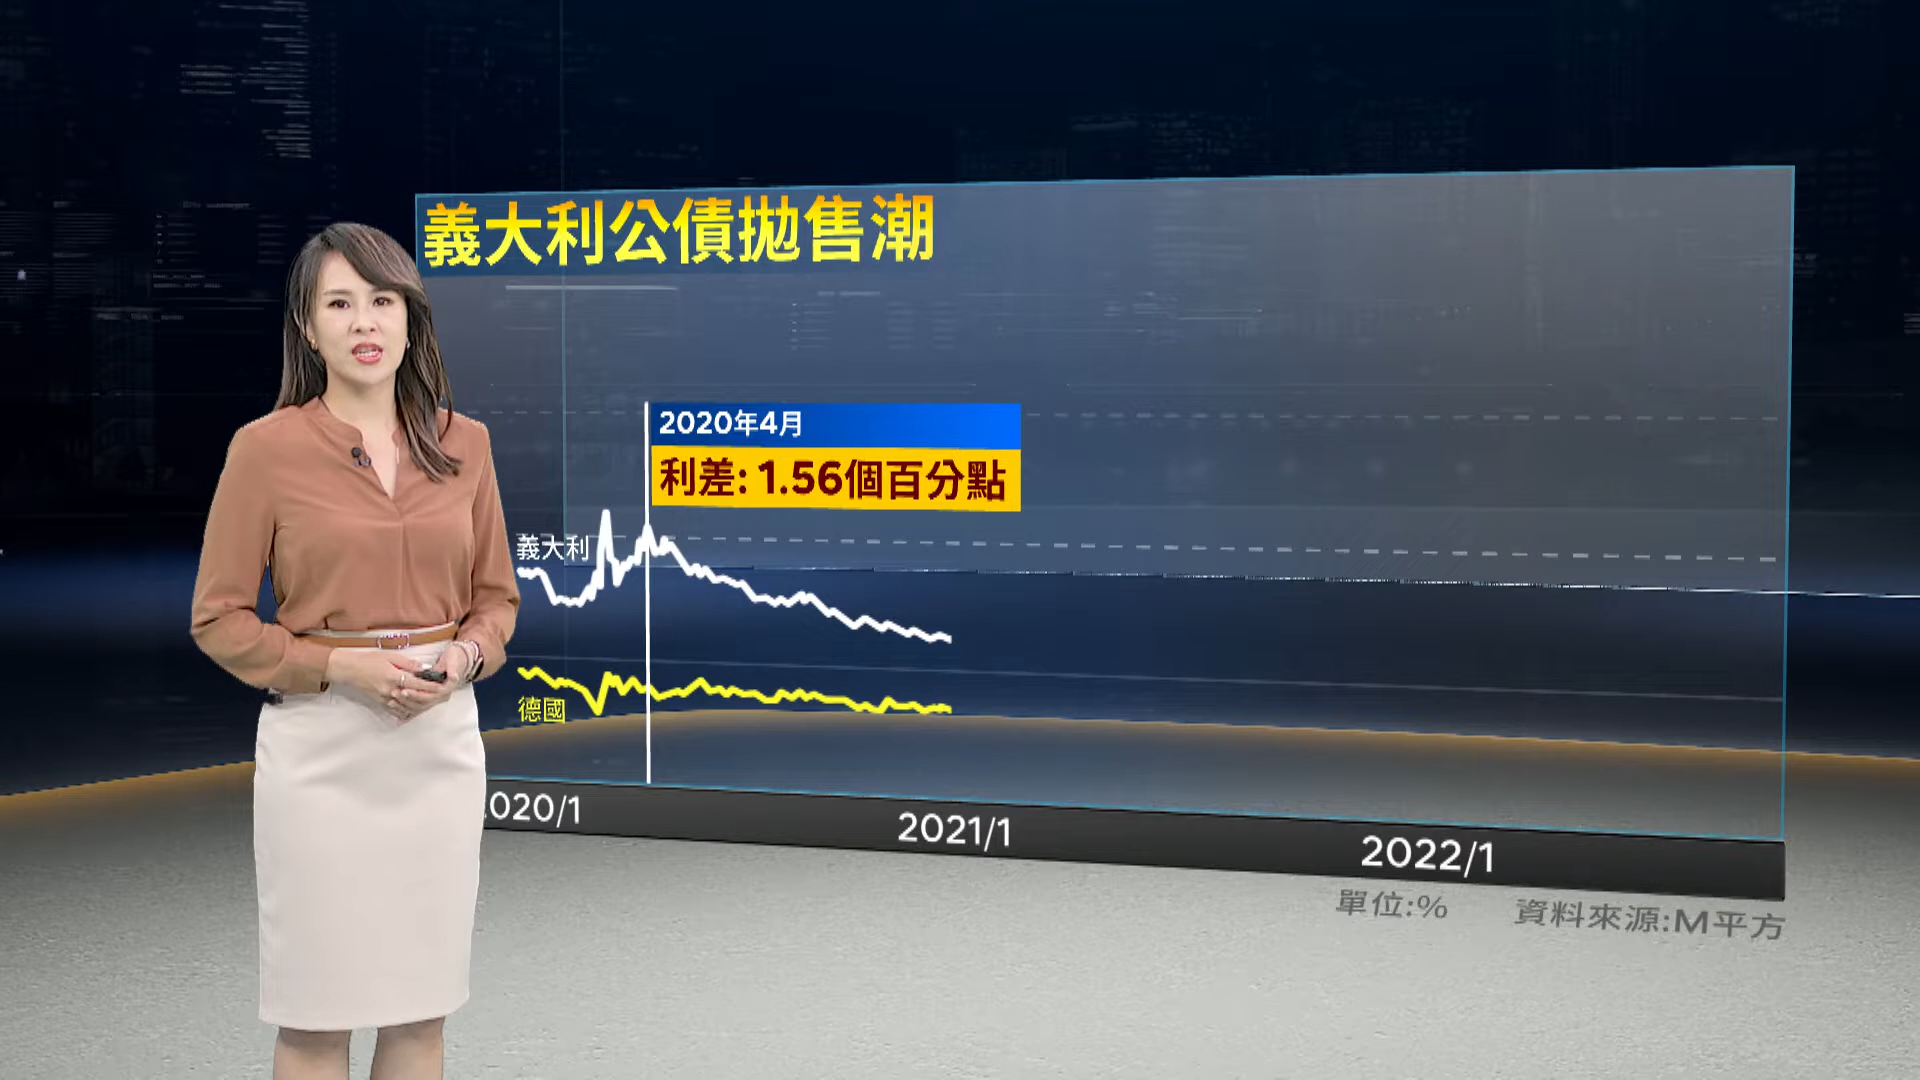 義大利公債拋售潮
2020年4月
利差: 1.56個百分點
義大利
德國
020/1
2021/1
2022/1
單位:%
資料來源:M平方